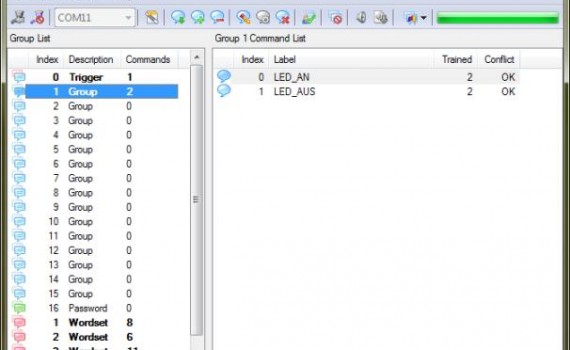 COM11
Group List
Group 1 Command List
Index Description Commands
Index Label Trained Conflict
0 Trigger 1
0 LED_AN 2 OK
1 Group 2
1 LED_AUS 2 OK
2 Group 0
3 Group 0
4 Group 0
5 Group 0
6 Group 0
7 Group 0
8 Group 0
9 Group 0
10 Group 0
11 Group 0
12 Group 0
13 Group 0
14 Group 0
15 Group 0
16 Password 0
1 Wordset 8
2 Wordset 6
3 Wordset 11